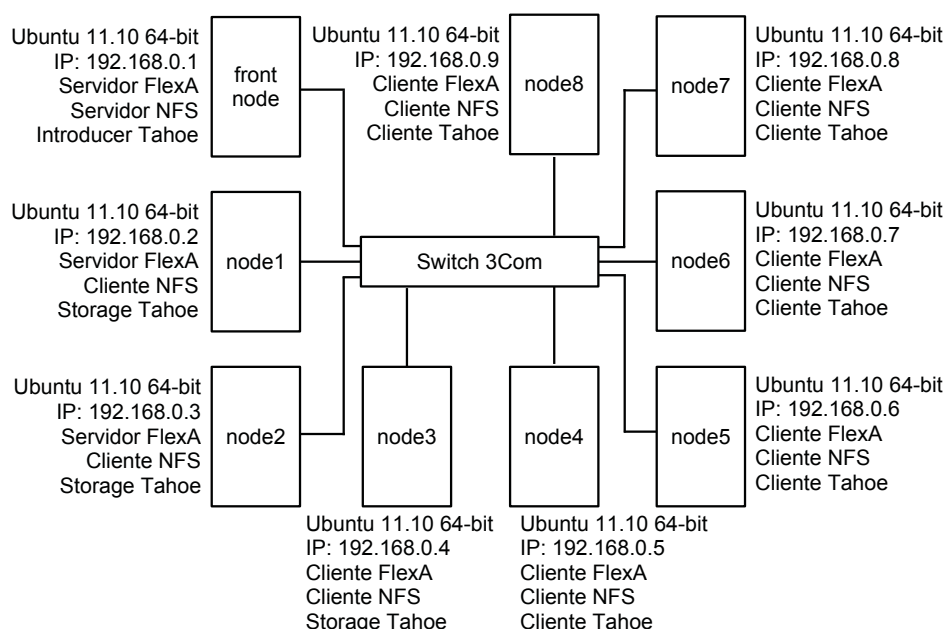 Ubuntu 11.10 64-bit
IP: 192.168.0.1
Servidor FlexA
Servidor NFS
Introducer Tahoe
front
node
Ubuntu 11.10 64-bit
IP: 192.168.0.9
Cliente FlexA
Cliente NFS
Cliente Tahoe
node8
node7
Ubuntu 11.10 64-bit
IP: 192.168.0.8
Cliente FlexA
Cliente NFS
Cliente Tahoe
Ubuntu 11.10 64-bit
IP: 192.168.0.2
Servidor FlexA
Cliente NFS
Storage Tahoe
node1
Switch 3Com
node6
Ubuntu 11.10 64-bit
IP: 192.168.0.7
Cliente FlexA
Cliente NFS
Cliente Tahoe
Ubuntu 11.10 64-bit
IP: 192.168.0.3
Servidor FlexA
Cliente NFS
Storage Tahoe
node2
node3
node4
node5
Ubuntu 11.10 64-bit
IP: 192.168.0.6
Cliente FlexA
Cliente NFS
Cliente Tahoe
Ubuntu 11.10 64-bit
IP: 192.168.0.4
Cliente FlexA
Cliente NFS
Storage Tahoe
Ubuntu 11.10 64-bit
IP: 192.168.0.5
Cliente FlexA
Cliente NFS
Cliente Tahoe